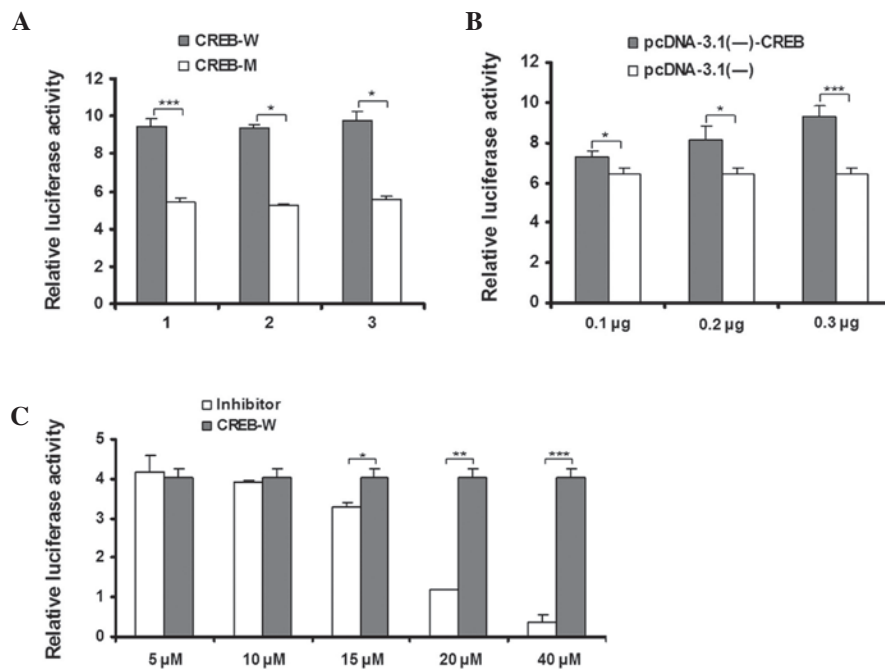 A
CREB-W
CREB-M
Relative luciferase activity
12
10
8
6
4
2
0
***
*
*
1 2 3
B
pcDNA-3.1(—)-CREB
pcDNA-3.1(—)
Relative luciferase activity
12
10
8
6
4
2
0
*
*
***
0.1 µg 0.2 µg 0.3 µg
C
Inhibitor
CREB-W
Relative luciferase activity
5
4
3
2
1
0
*
**
***
5 µM 10 µM 15 µM 20 µM 40 µM